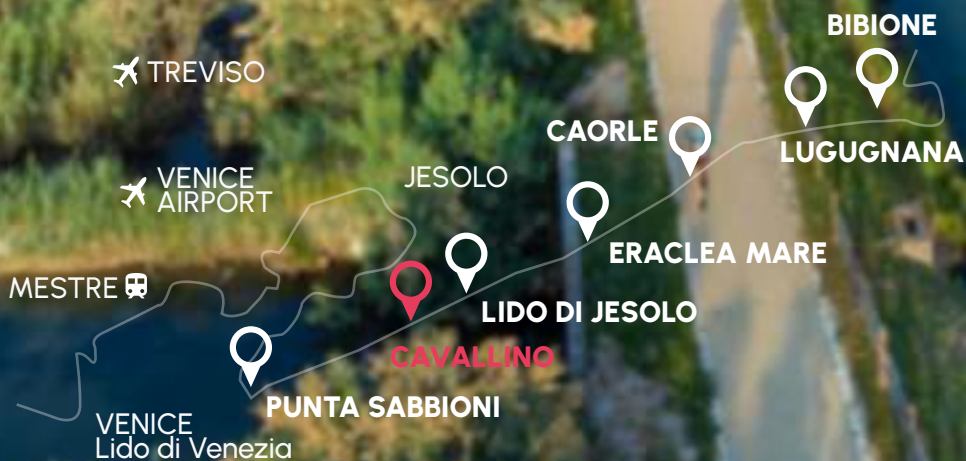 BIBIONE
TREVISO
CAORLE
LUGUGNANA
VENICE
AIRPORT
JESOLO
ERACLEA MARE
MESTRE
LIDO DI JESOLO
CAVALLINO
PUNTA SABBIONI
VENICE
Lido di Venezia